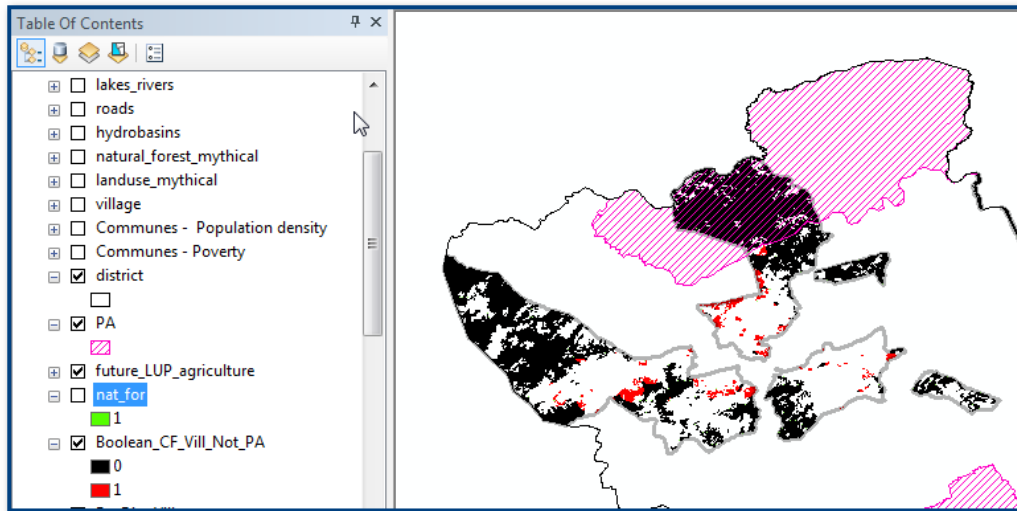 Table Of Contents
lakes_rivers
roads
hydrobasins
natural_forest_mythical
landuse_mythical
village
Communes - Population density
Communes - Poverty
district
PA
future_LUP_agriculture
nat_for
1
Boolean_CF_Vill_Not_PA
0
1